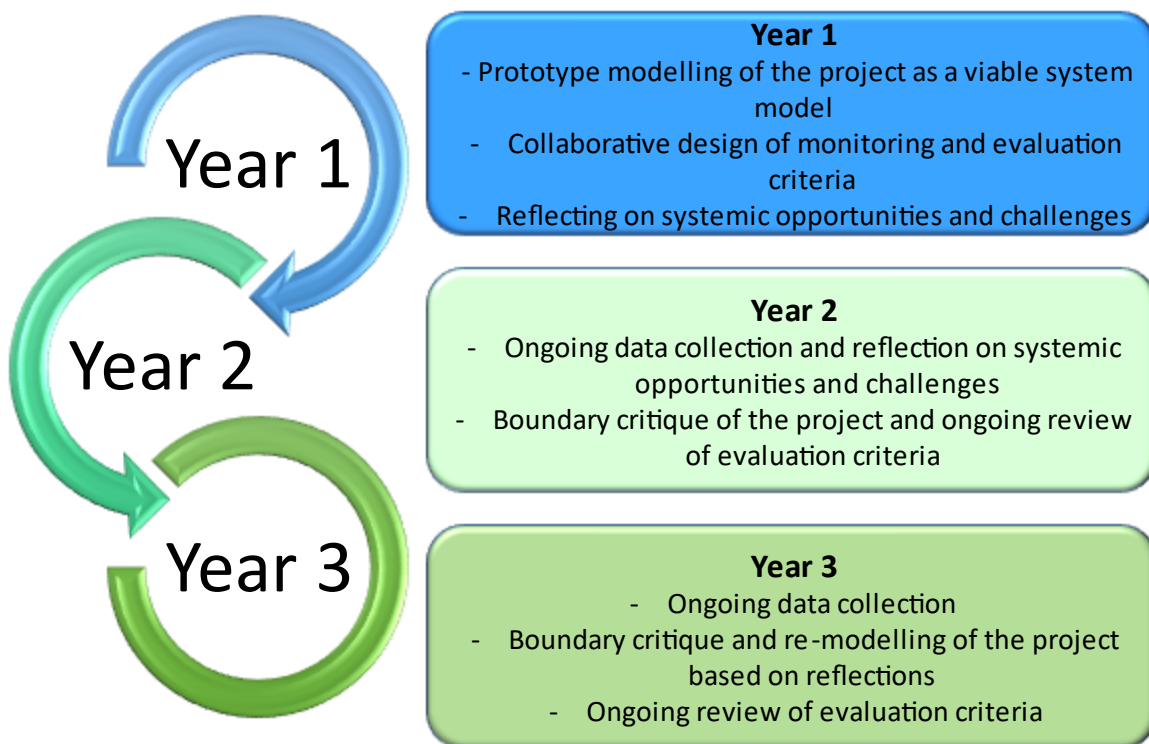 Year 1
Year 2
Year 3
Year 1
- Prototype modelling of the project as a viable system
model
- Collaborative design of monitoring and evaluation
criteria
- Reflecting on systemic opportunities and challenges
Year 2
- Ongoing data collection and reflection on systemic
opportunities and challenges
- Boundary critique of the project and ongoing review
of evaluation criteria
Year 3
- Ongoing data collection
- Boundary critique and re-modelling of the project
based on reflections
- Ongoing review of evaluation criteria